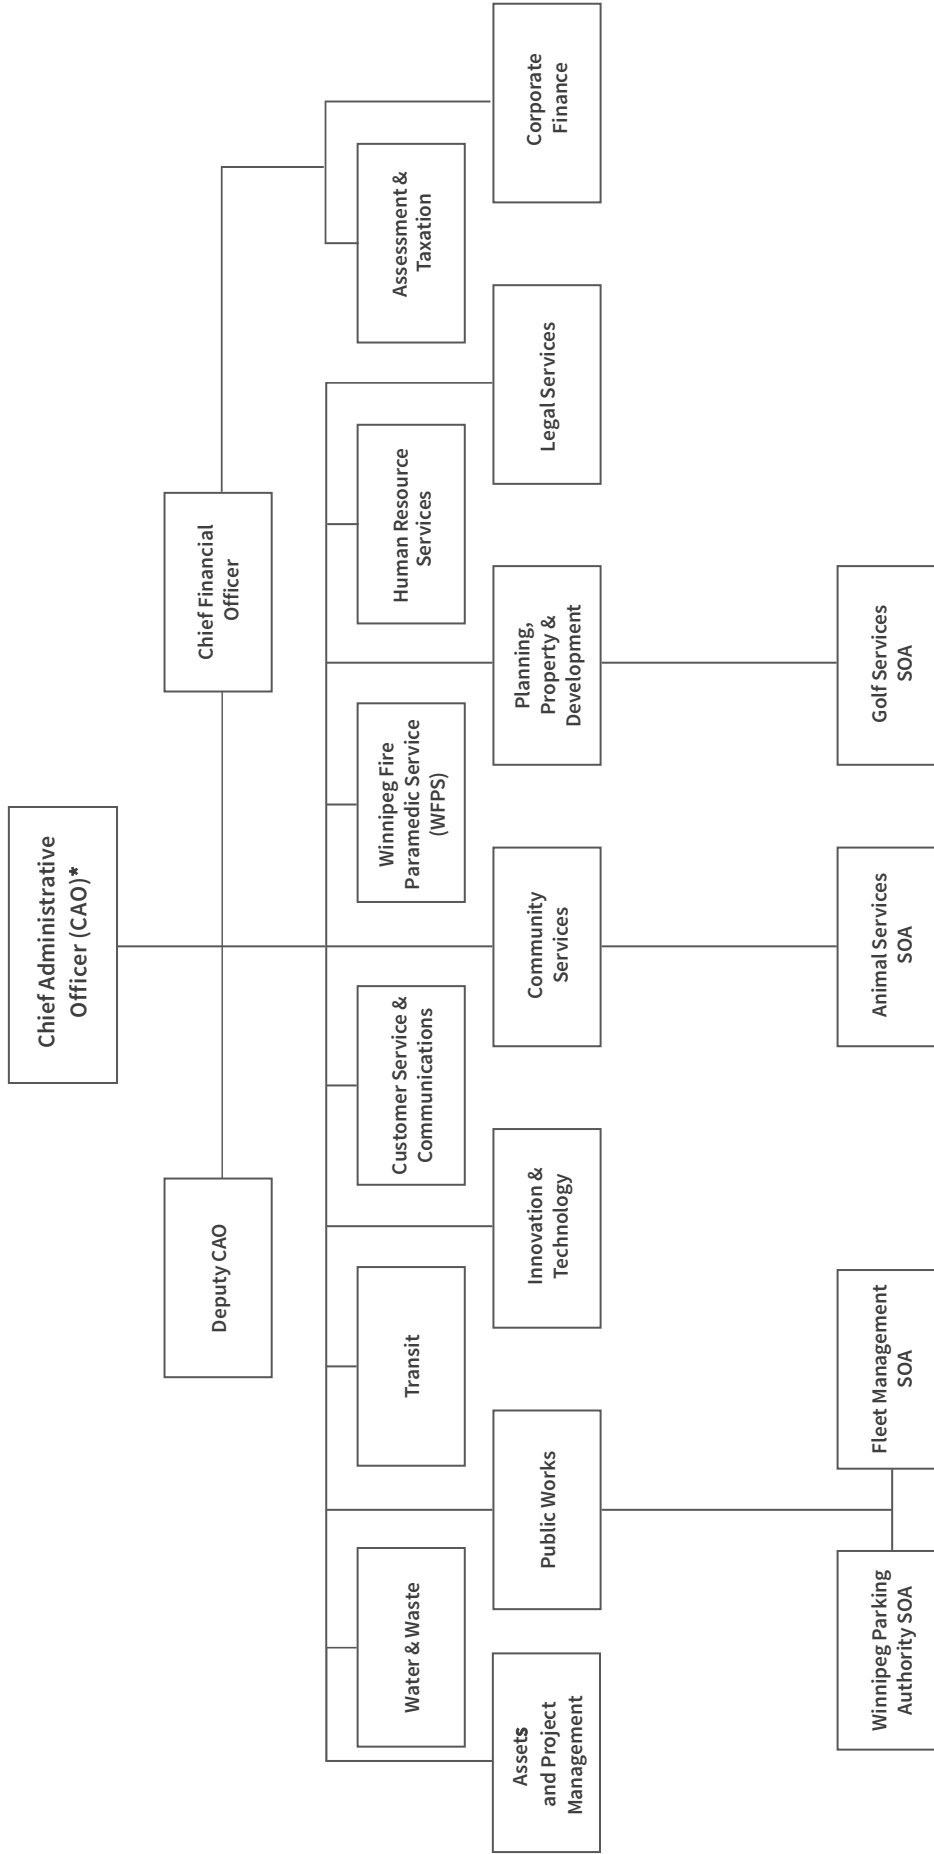 Chief Administrative
Officer (CAO)*
Deputy CAO
Chief Financial
Officer
Water & Waste
Transit
Customer Service &
Communications
Winnipeg Fire
Paramedic Service
(WFPS)
Human Resource
Services
Assessment &
Taxation
Assets
and Project
Management
Public Works
Innovation &
Technology
Community
Services
Planning,
Property &
Development
Legal Services
Corporate
Finance
Winnipeg Parking
Authority SOA
Fleet Management
SOA
Animal Services
SOA
Golf Services
SOA